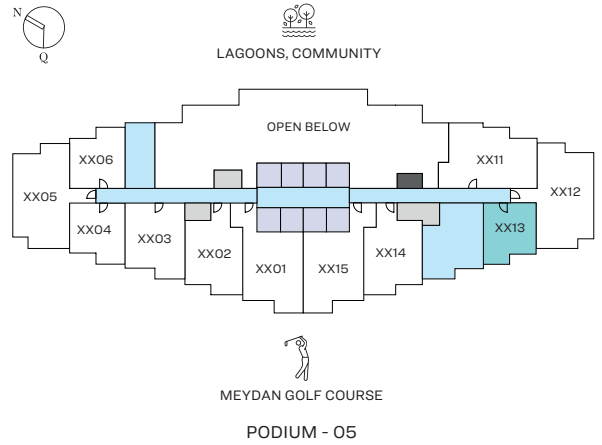 N
Q
LAGOONS, COMMUNITY
OPEN BELOW
XX06
XX11
XX05
XX12
XX04
XX03
XX13
XX02
XX14
XX01
XX15
MEYDAN GOLF COURSE
PODIUM - 05